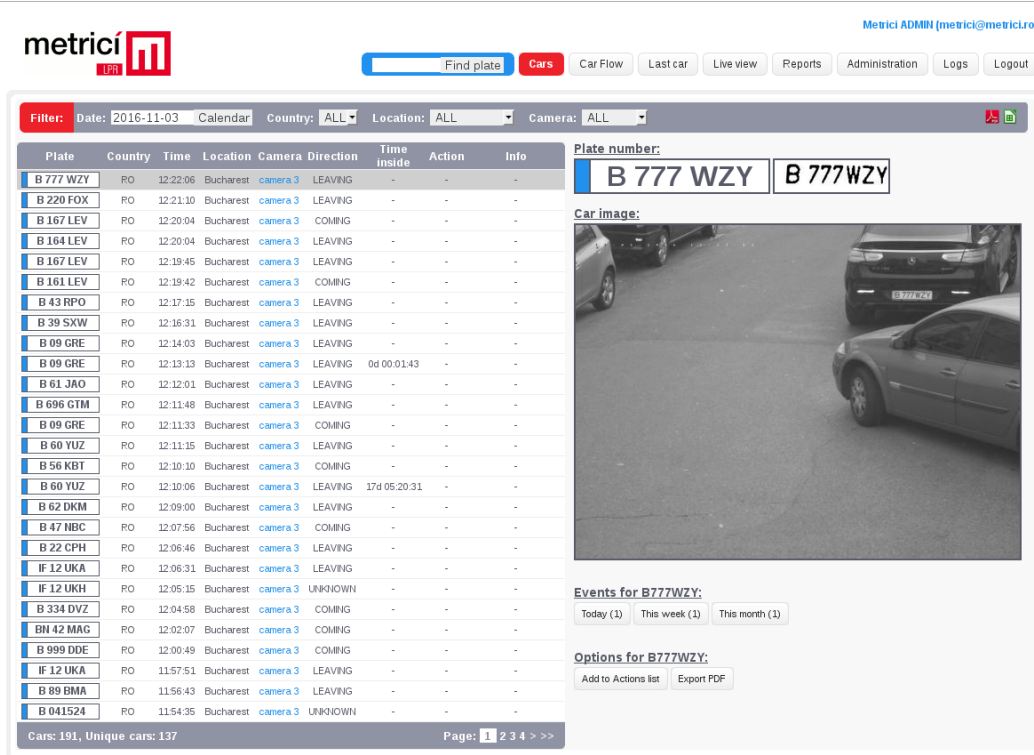 Metrici ADMIN (metrici@metrici.ro
metrici
LPR
Find plate Cars Car Flow Last car Live view Reports Administration Logs Logout
Filter: Date: 2016-11-03 Calendar Country: ALL Location: ALL Camera: ALL
Plate Country Time Location Camera Direction Time inside Action Info
B 777 WZY RO 12:22:06 Bucharest camera 3 LEAVING - - -
B 220 FOX RO 12:21:10 Bucharest camera 3 LEAVING - - -
B 167 LEV RO 12:20:04 Bucharest camera 3 COMING - - -
B 164 LEV RO 12:20:04 Bucharest camera 3 LEAVING - - -
B 167 LEV RO 12:19:45 Bucharest camera 3 LEAVING - - -
B 161 LEV RO 12:19:42 Bucharest camera 3 COMING - - -
B 43 RPO RO 12:17:15 Bucharest camera 3 LEAVING - - -
B 39 SXW RO 12:16:31 Bucharest camera 3 LEAVING - - -
B 09 GRE RO 12:14:03 Bucharest camera 3 LEAVING - - -
B 09 GRE RO 12:13:13 Bucharest camera 3 LEAVING 0d 00:01:43 - -
B 61 JAO RO 12:12:01 Bucharest camera 3 LEAVING - - -
B 696 GTM RO 12:11:48 Bucharest camera 3 LEAVING - - -
B 09 GRE RO 12:11:33 Bucharest camera 3 COMING - - -
B 60 YUZ RO 12:11:15 Bucharest camera 3 LEAVING - - -
B 56 KBT RO 12:10:10 Bucharest camera 3 COMING - - -
B 60 YUZ RO 12:10:06 Bucharest camera 3 LEAVING 17d 05:20:31 - -
B 62 DKM RO 12:09:00 Bucharest camera 3 LEAVING - - -
B 47 NBC RO 12:07:56 Bucharest camera 3 COMING - - -
B 22 CPH RO 12:06:46 Bucharest camera 3 LEAVING - - -
IF 12 UKA RO 12:06:31 Bucharest camera 3 LEAVING - - -
IF 12 UKH RO 12:05:15 Bucharest camera 3 UNKNOWN - - -
B 334 DVZ RO 12:04:58 Bucharest camera 3 COMING - - -
BN 42 MAG RO 12:02:07 Bucharest camera 3 COMING - - -
B 999 DDE RO 12:00:49 Bucharest camera 3 COMING - - -
IF 12 UKA RO 11:57:51 Bucharest camera 3 LEAVING - - -
B 89 BMA RO 11:56:43 Bucharest camera 3 LEAVING - - -
B 041524 RO 11:54:35 Bucharest camera 3 UNKNOWN - - -
Cars: 191, Unique cars: 137 Page: 1 2 3 4 > >>
Plate number:
B 777 WZY B 777WZY
Car image:
B 777WZY
Events for B777WZY:
Today (1) This week (1) This month (1)
Options for B777WZY:
Add to Actions list Export PDF